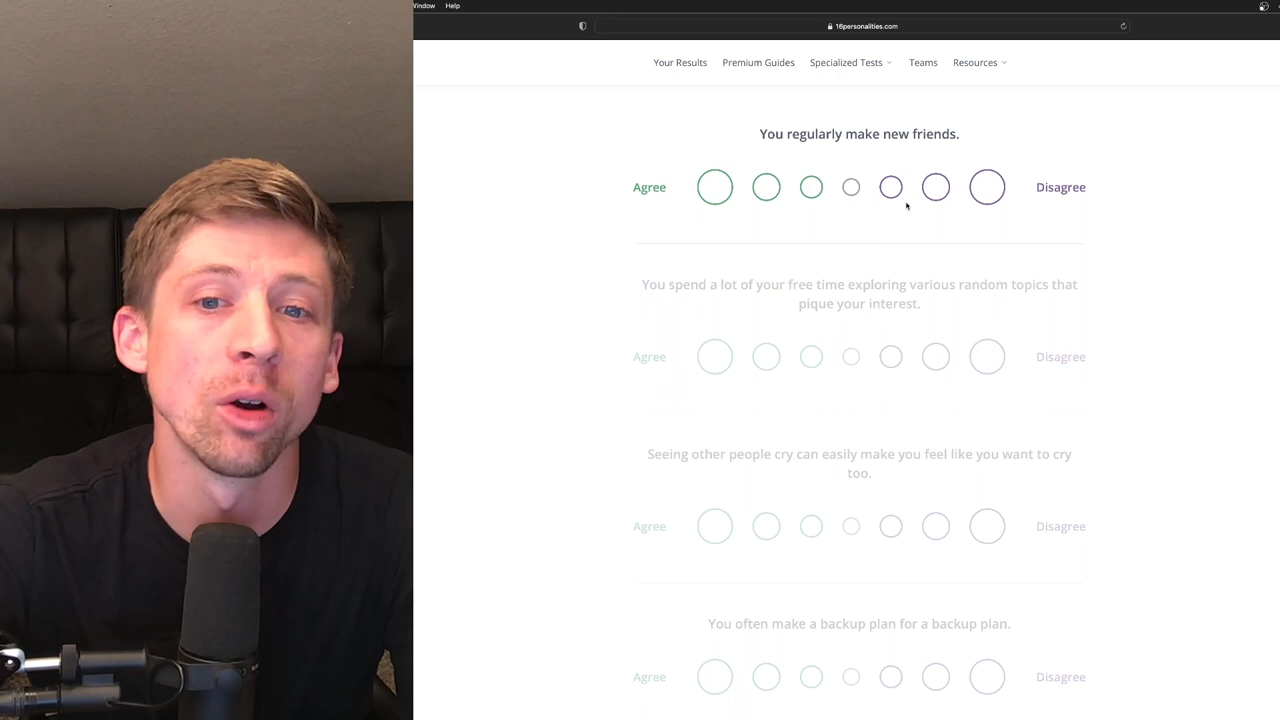 Window Help
16personalities.com
Your Results Premium Guides Specialized Tests Teams Resources
You regularly make new friends.
Agree Disagree
You spend a lot of your free time exploring various random topics that
pique your interest.
Agree Disagree
Seeing other people cry can easily make you feel like you want to cry
too.
Agree Disagree
You often make a backup plan for a backup plan.
Agree Disagree